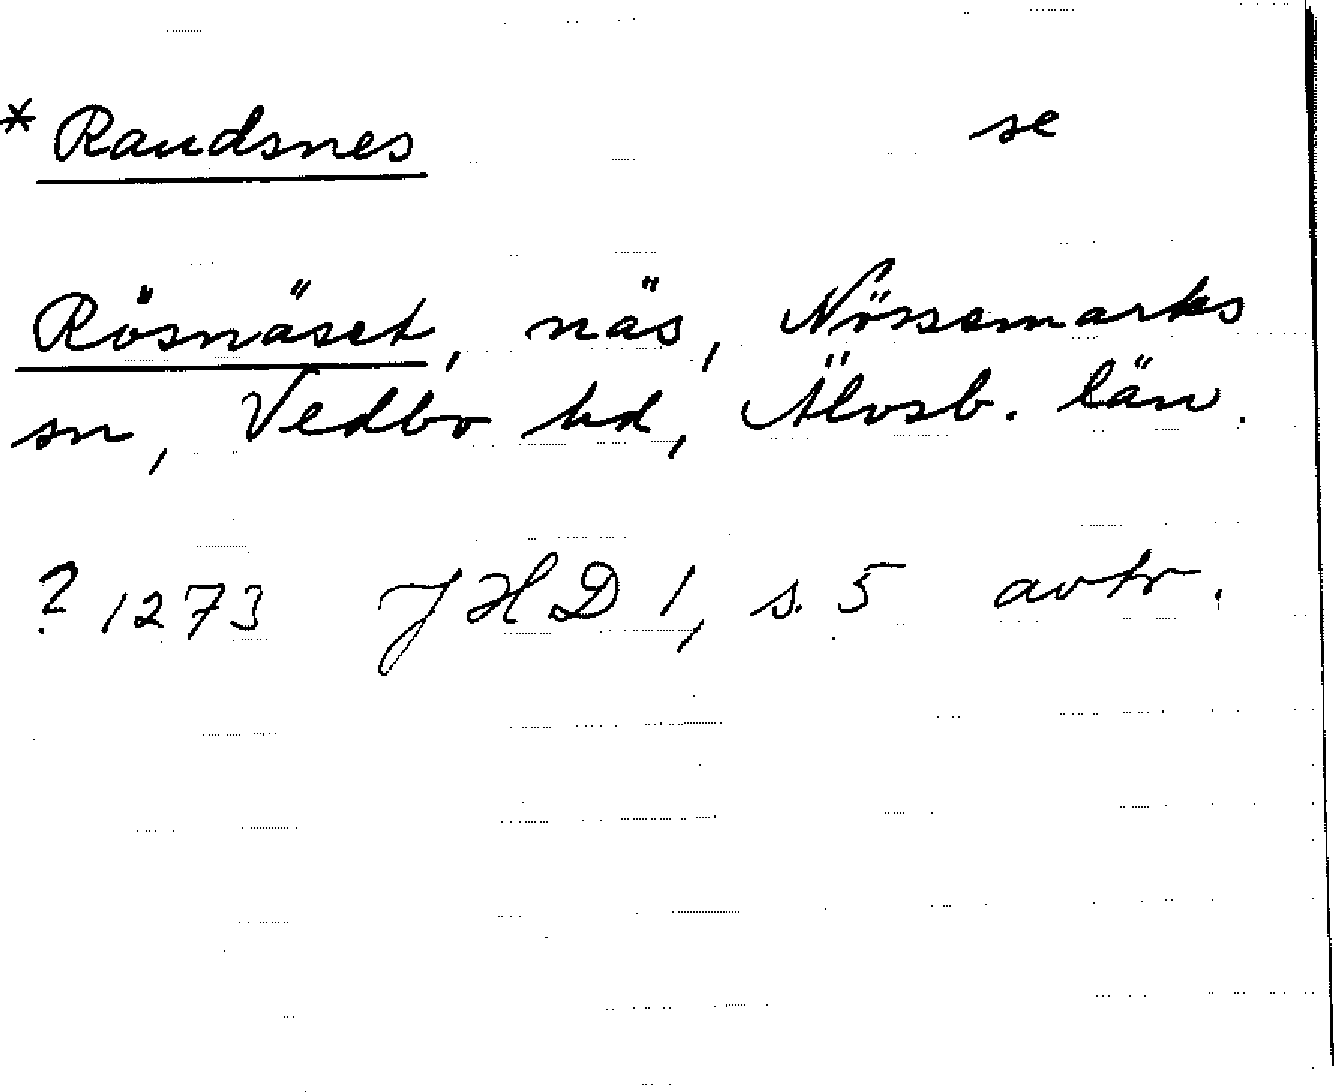 * Raudsnes se
Rösnäset, näs, Nössemarks
sn, Vedbo hd, Älvsb. län.
? 1273 JHD 1, s. 5 avtr.